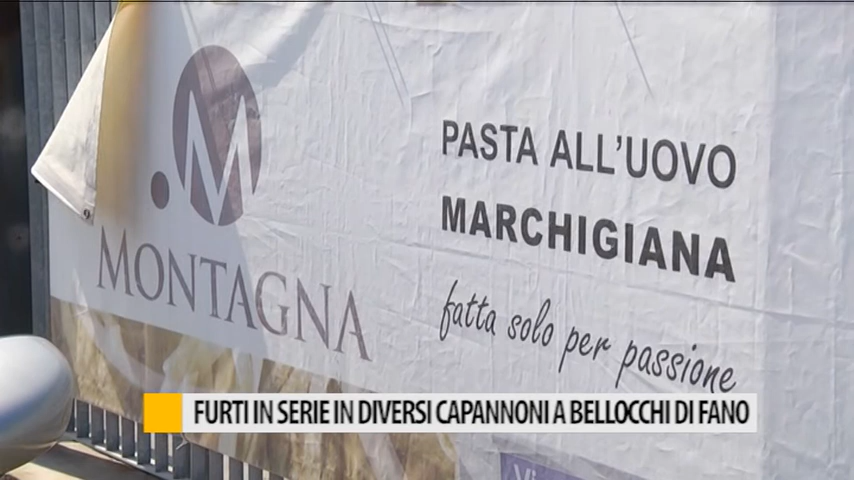 M
MONTAGNA
PASTA ALL'UOVO
MARCHIGIANA
fatta solo per passione
FURTI IN SERIE IN DIVERSI CAPANNONI A BELLOCCHI DI FANO